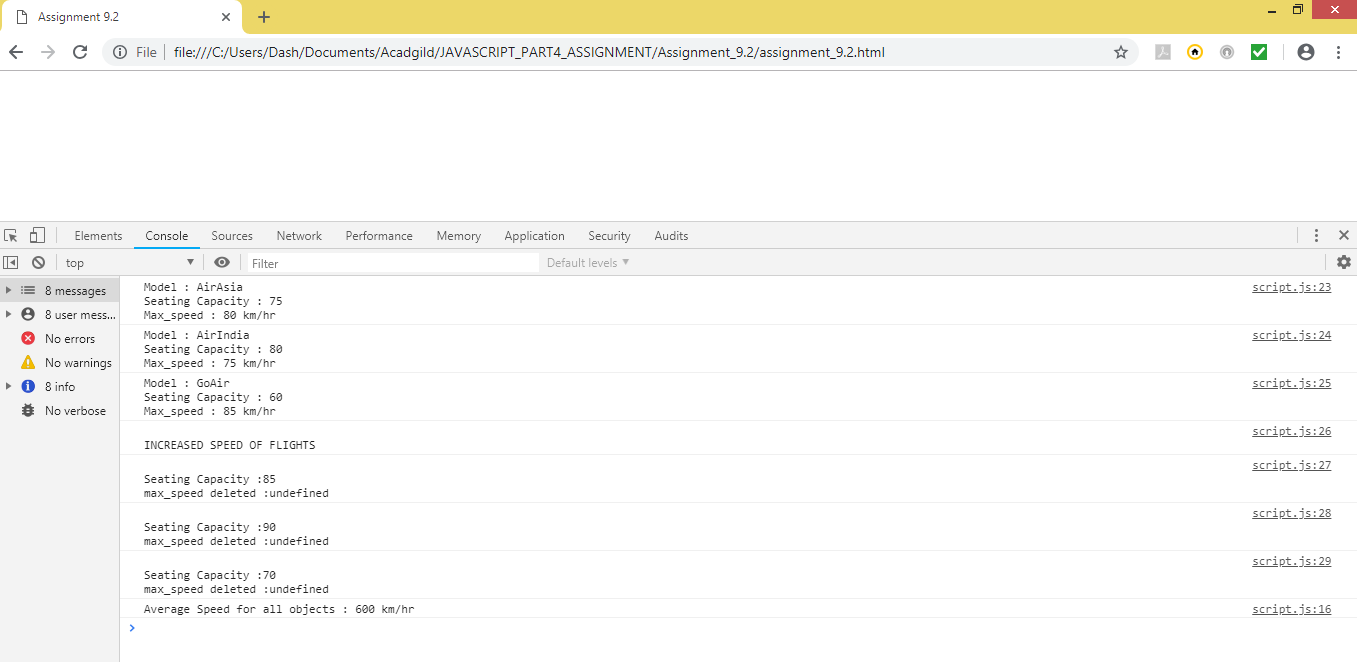 Assignment 9.2
File
file:///C:/Users/Dash/Documents/Acadgild/JAVASCRIPT_PART4_ASSIGNMENT/Assignment_9.2/assignment_9.2.html
Elements Console Sources Network Performance Memory Application Security Audits
top Filter Default levels
8 messages
8 user mess...
No errors
No warnings
8 info
No verbose
Model : AirAsia script.js:23
Seating Capacity : 75
Max_speed : 80 km/hr
Model : AirIndia script.js:24
Seating Capacity : 80
Max_speed : 75 km/hr
Model : GoAir script.js:25
Seating Capacity : 60
Max_speed : 85 km/hr
script.js:26
INCREASED SPEED OF FLIGHTS
script.js:27
Seating Capacity :85
max_speed deleted :undefined
script.js:28
Seating Capacity :90
max_speed deleted :undefined
script.js:29
Seating Capacity :70
max_speed deleted :undefined
Average Speed for all objects : 600 km/hr script.js:16